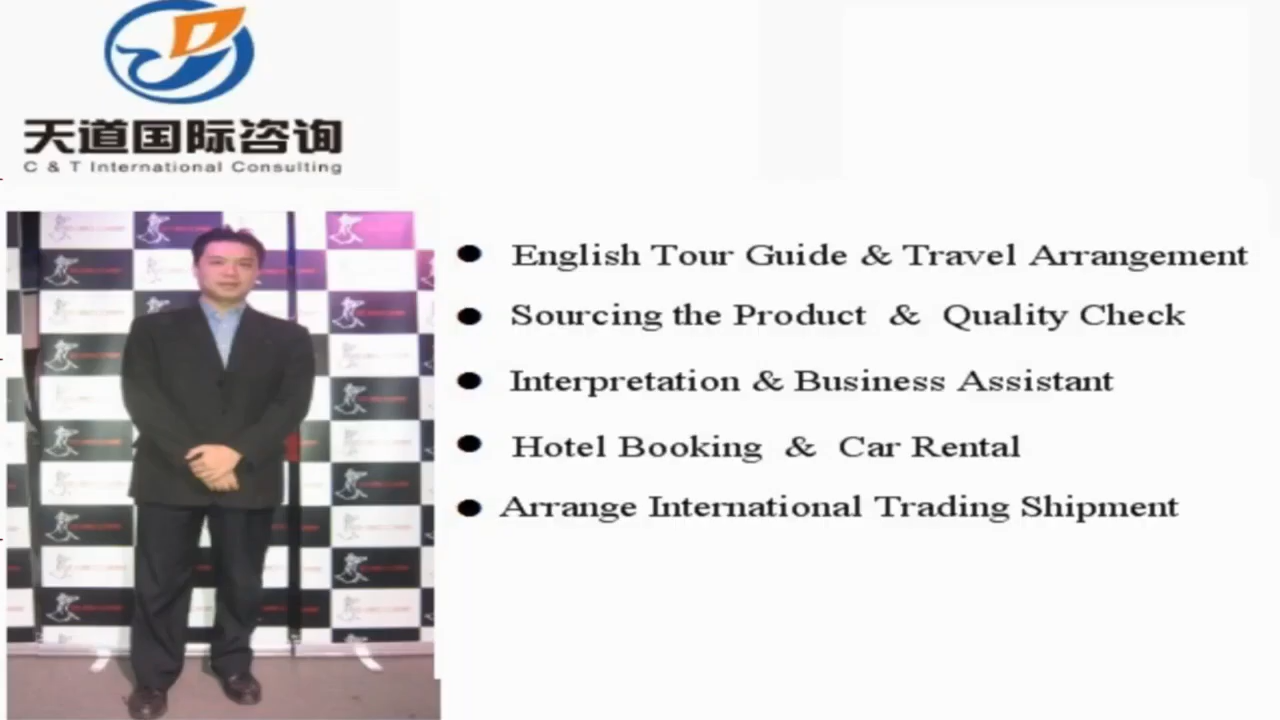 天道国际咨询
C & T International Consulting
English Tour Guide & Travel Arrangement
Sourcing the Product & Quality Check
Interpretation & Business Assistant
Hotel Booking & Car Rental
Arrange International Trading Shipment